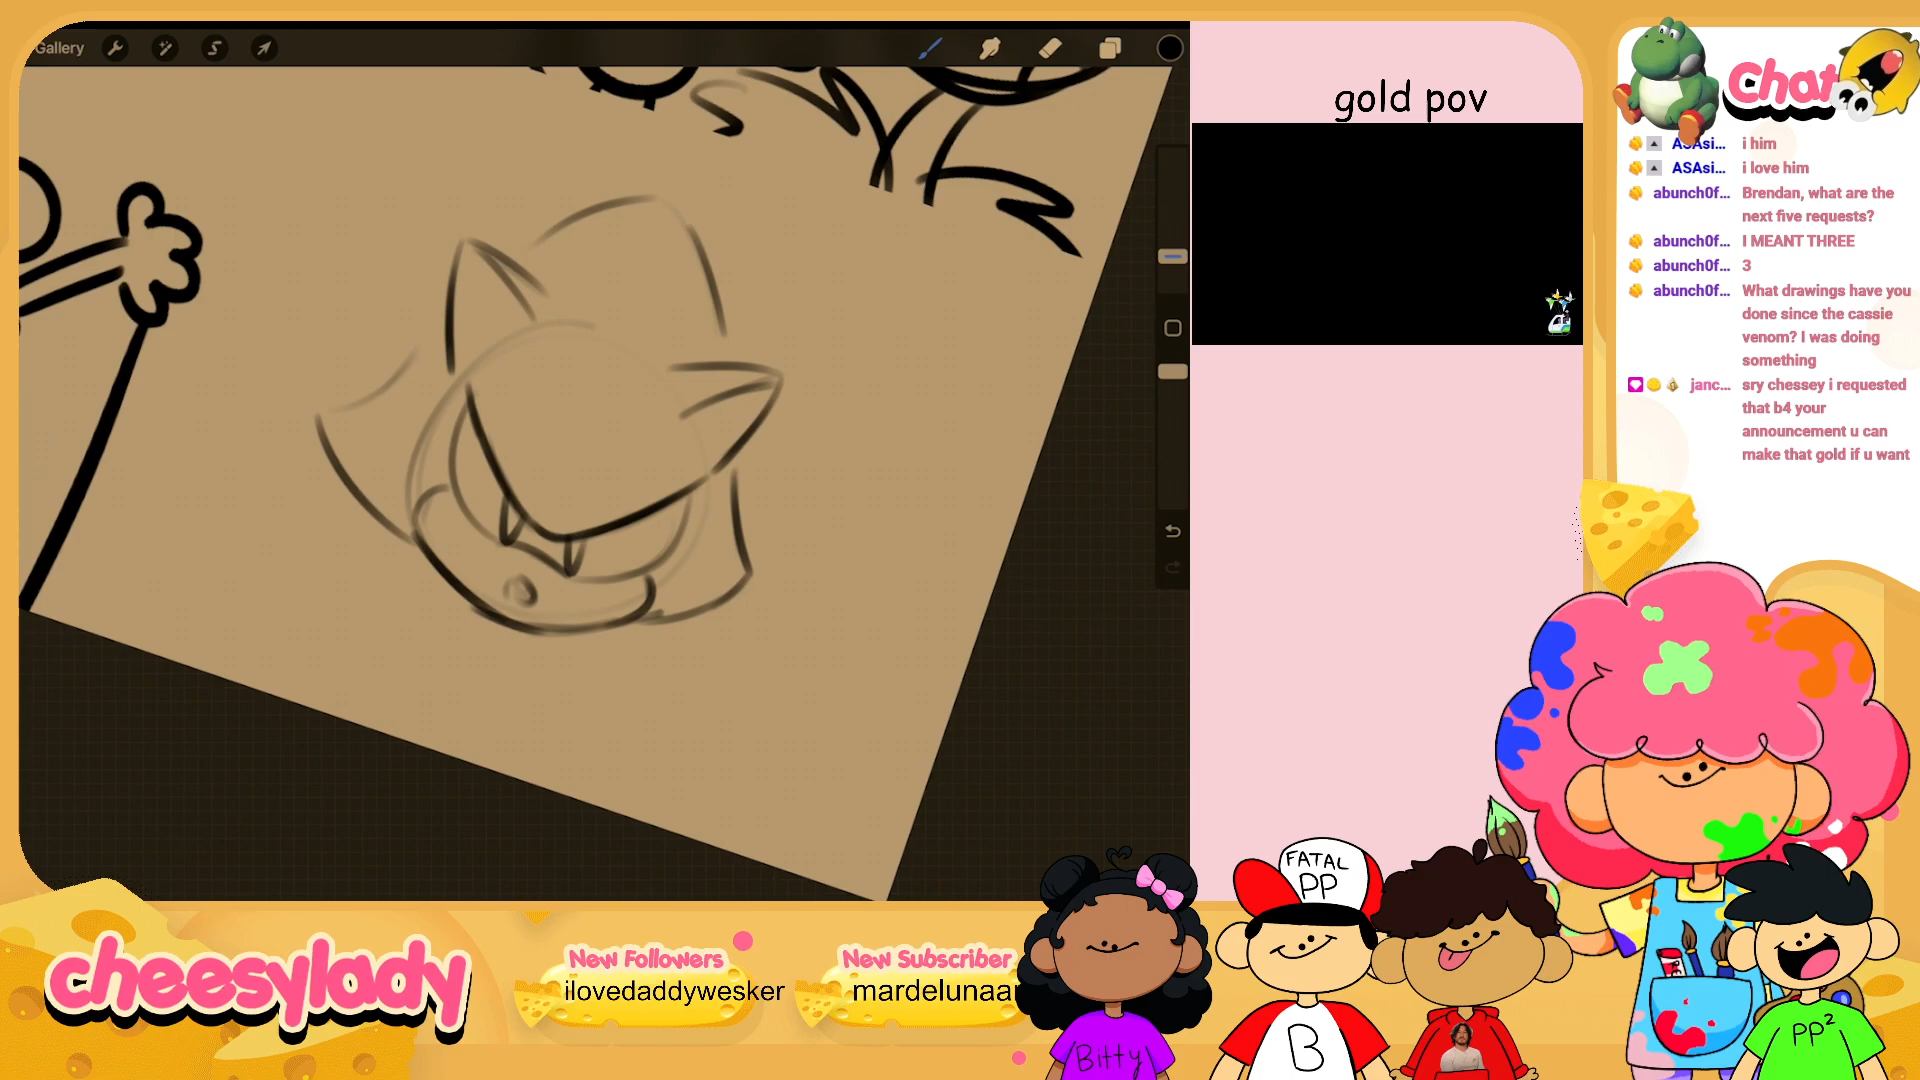 Gallery
gold pov
Chat
ASAsi... i him
ASAsi... i love him
abunch0f... Brendan, what are the
next five requests?
abunch0f... I MEANT THREE
abunch0f... 3
abunch0f... What drawings have you
done since the cassie
venom? I was doing
something
janc... sry chessey i requested
that b4 your
announcement u can
make that gold if u want
FATAL
PP
cheesylady
New Followers
ilovedaddywesker
New Subscriber
mardelunaar
Bitty
B
PP²